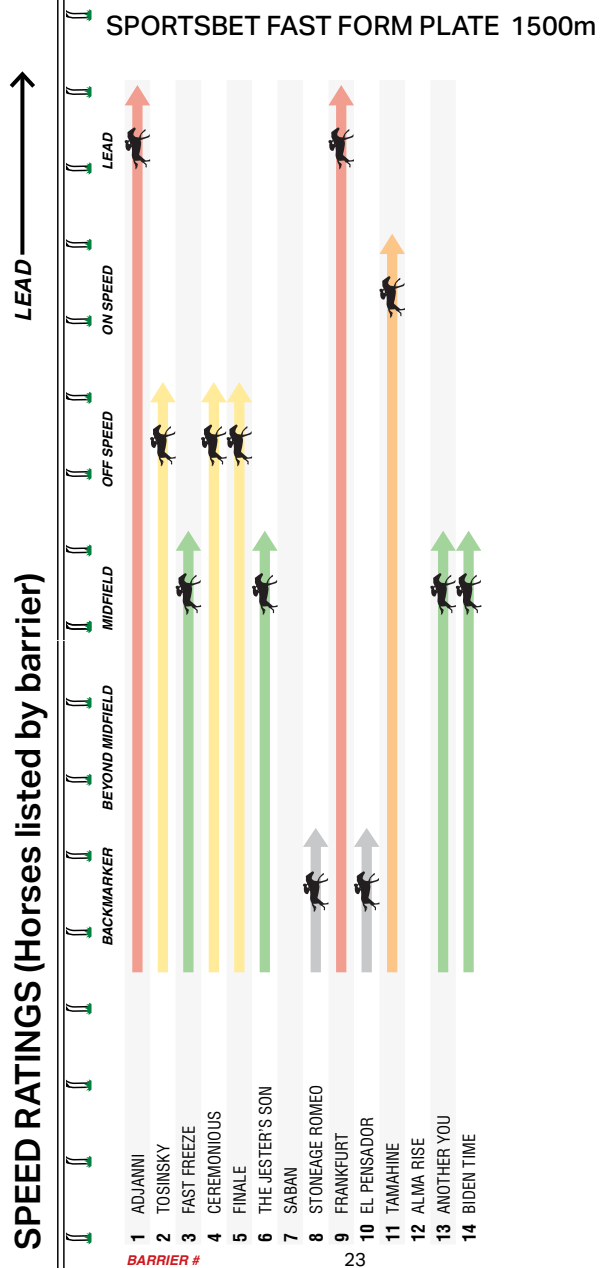 SPORTSBET FAST FORM PLATE 1500m
SPEED RATINGS (Horses listed by barrier)
LEAD
LEAD
ON SPEED
OFF SPEED
MIDFIELD
BEYOND MIDFIELD
BACKMARKER
1 ADJANNI
2 TOSINSKY
3 FAST FREEZE
4 CEREMONIOUS
5 FINALE
6 THE JESTER'S SON
7 SABAN
8 STONEAGE ROMEO
9 FRANKFURT
10 EL PENSADOR
11 TAMAHINE
12 ALMA RISE
13 ANOTHER YOU
14 BIDEN TIME
BARRIER #
23